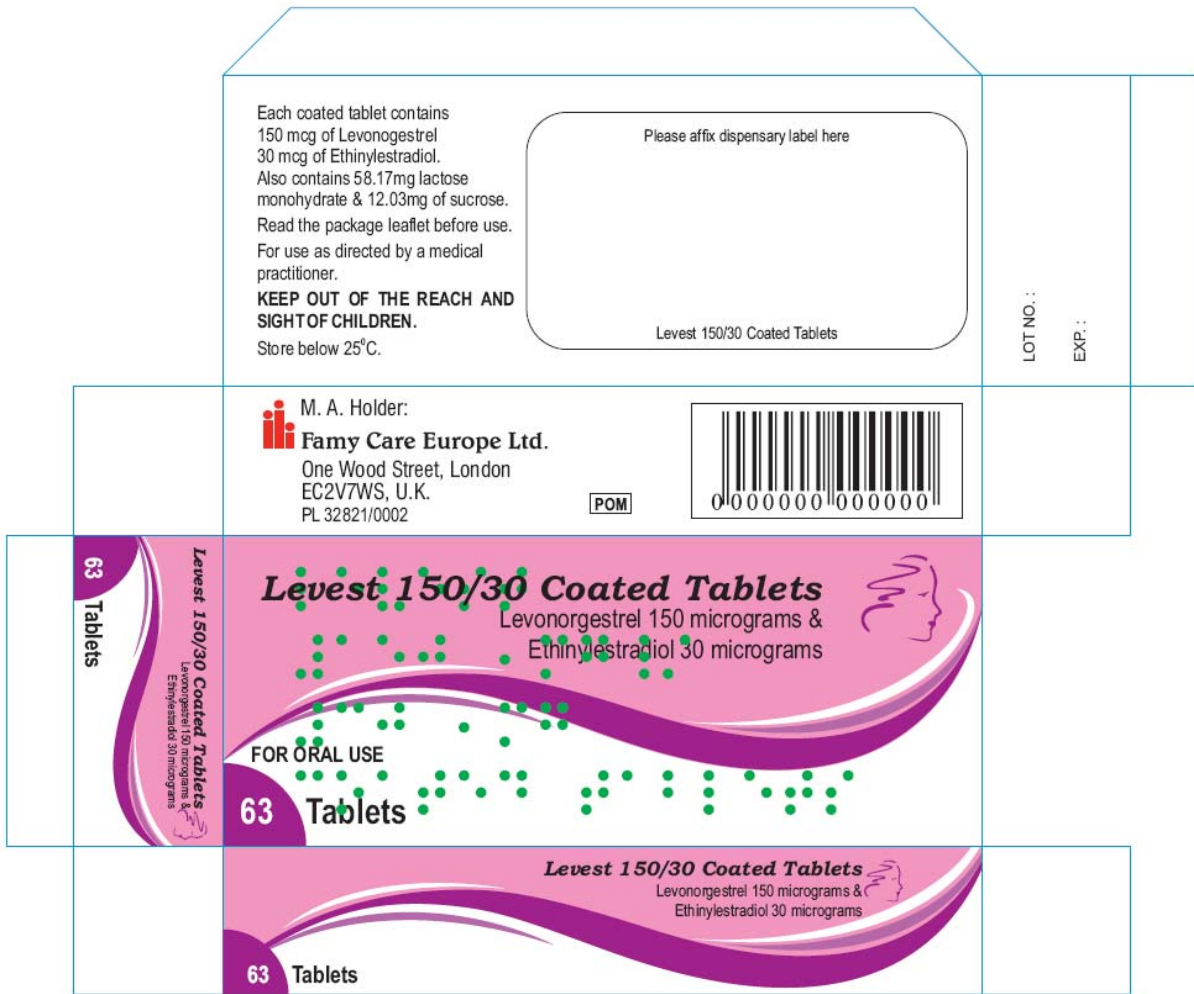 Each coated tablet contains
150 mcg of Levonogestrel
30 mcg of Ethinylestradiol.
Also contains 58.17mg lactose
monohydrate & 12.03mg of sucrose.
Read the package leaflet before use.
For use as directed by a medical
practitioner.
KEEP OUT OF THE REACH AND
SIGHT OF CHILDREN.
Store below 25°C.
Please affix dispensary label here
Levest 150/30 Coated Tablets
LOT NO. :
EXP. :
M. A. Holder:
Famy Care Europe Ltd.
One Wood Street, London
EC2V7WS, U.K.
PL 32821/0002
POM
0 000000 000000
63 Tablets
Levest 150/30 Coated Tablets
Levonorgestrel 150 micrograms &
Ethinylestradiol 30 micrograms
Levest 150/30 Coated Tablets
Levonorgestrel 150 micrograms &
Ethinylestradiol 30 micrograms
FOR ORAL USE
63 Tablets
Levest 150/30 Coated Tablets
Levonorgestrel 150 micrograms &
Ethinylestradiol 30 micrograms
63 Tablets